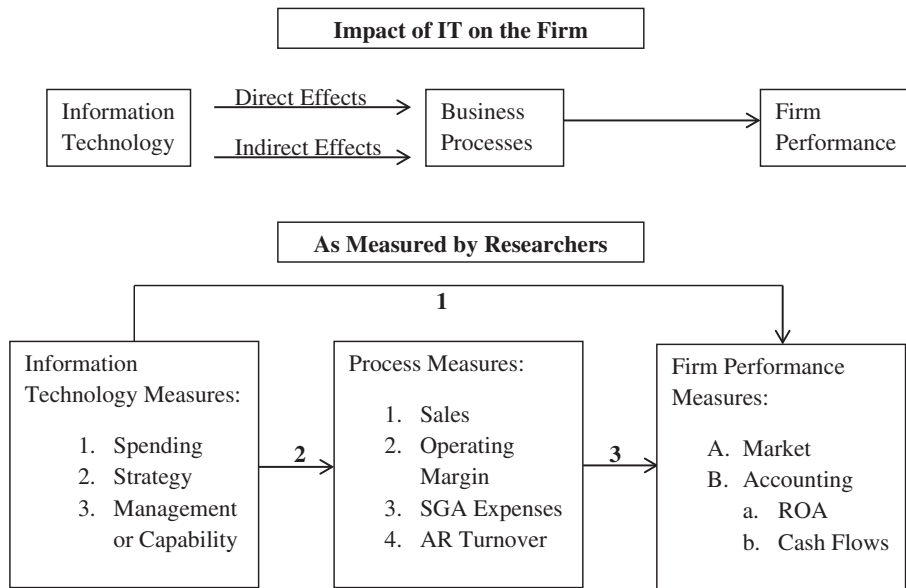 Impact of IT on the Firm
Information
Technology
Direct Effects
Indirect Effects
Business
Processes
Firm
Performance
As Measured by Researchers
1
Information
Technology Measures:
1. Spending
2. Strategy
3. Management
or Capability
2
Process Measures:
1. Sales
2. Operating
Margin
3. SGA Expenses
4. AR Turnover
3
Firm Performance
Measures:
A. Market
B. Accounting
a. ROA
b. Cash Flows